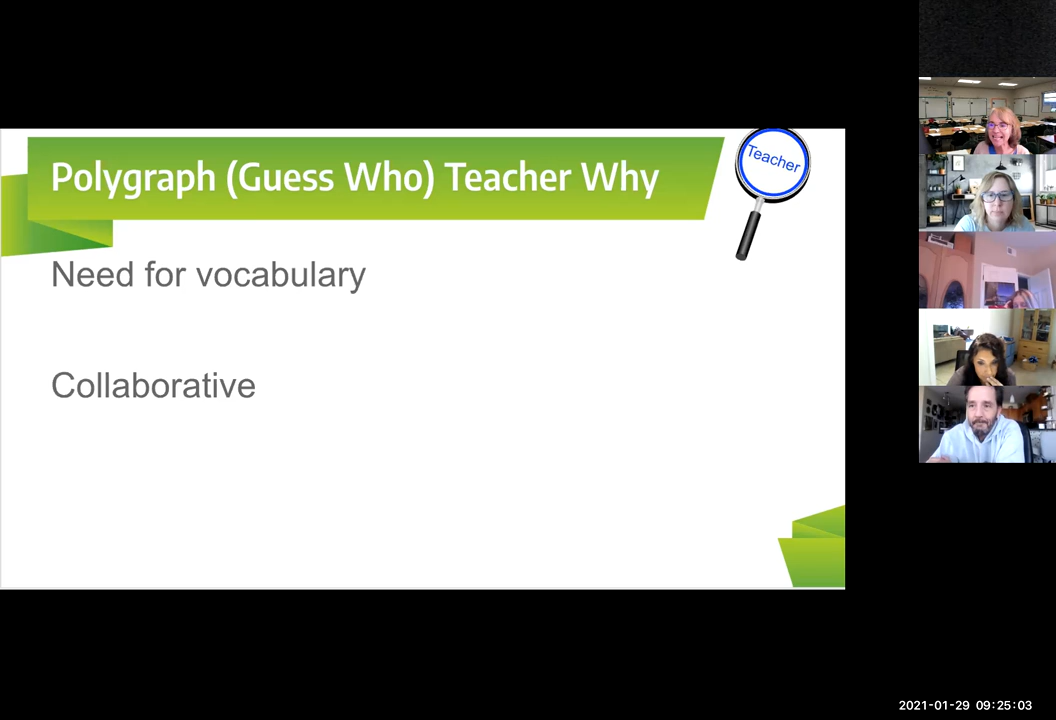 Polygraph (Guess Who) Teacher Why
Teacher
Need for vocabulary
Collaborative
2021-01-29 09:25:03